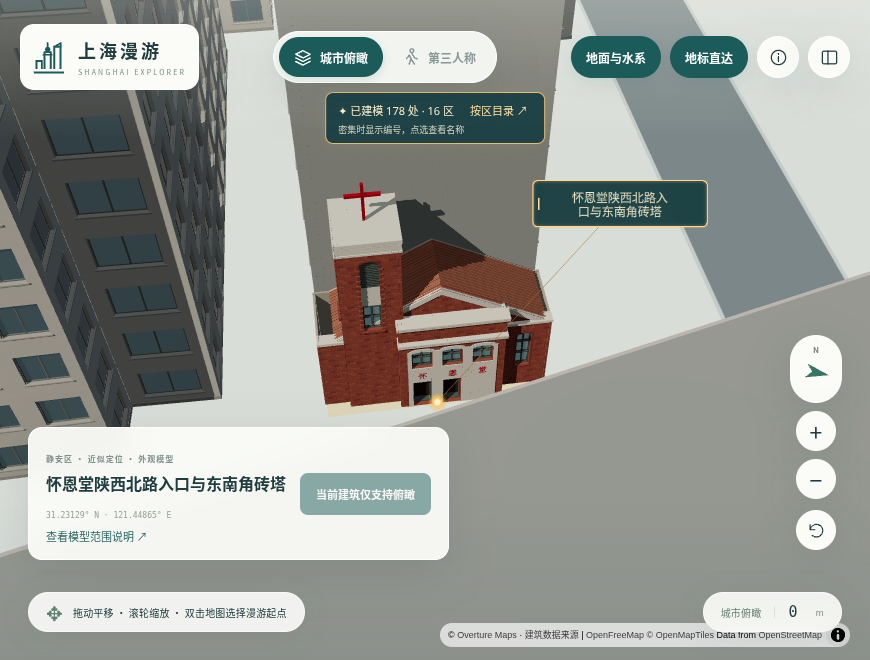 上海漫游
SHANGHAI EXPLORER
城市俯瞰
第三人称
地面与水系
地标直达
✦ 已建模 178 处 · 16 区 按区目录 ↗
密集时显示编号，点选查看名称
怀恩堂陕西北路入
口与东南角砖塔
怀 恩 堂
N
静安区 · 近似定位 · 外观模型
怀恩堂陕西北路入口与东南角砖塔
当前建筑仅支持俯瞰
31.23129° N · 121.44865° E
查看模型范围说明 ↗
拖动平移 · 滚轮缩放 · 双击地图选择漫游起点
城市俯瞰 0 m
© Overture Maps · 建筑数据来源 | OpenFreeMap © OpenMapTiles Data from OpenStreetMap